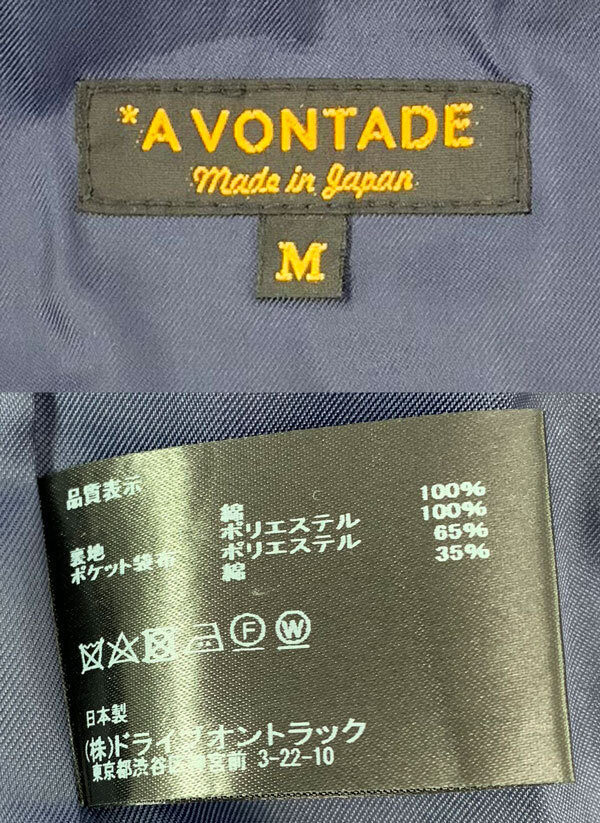 *A VONTADE
Made in Japan
M
品質表示
綿 100%
裏地 ポリエステル 100%
ポケット袋布 ポリエステル 65%
綿 35%
F W
日本製
(株)ドライブオントラック
東京都渋谷区神宮前 3-22-10